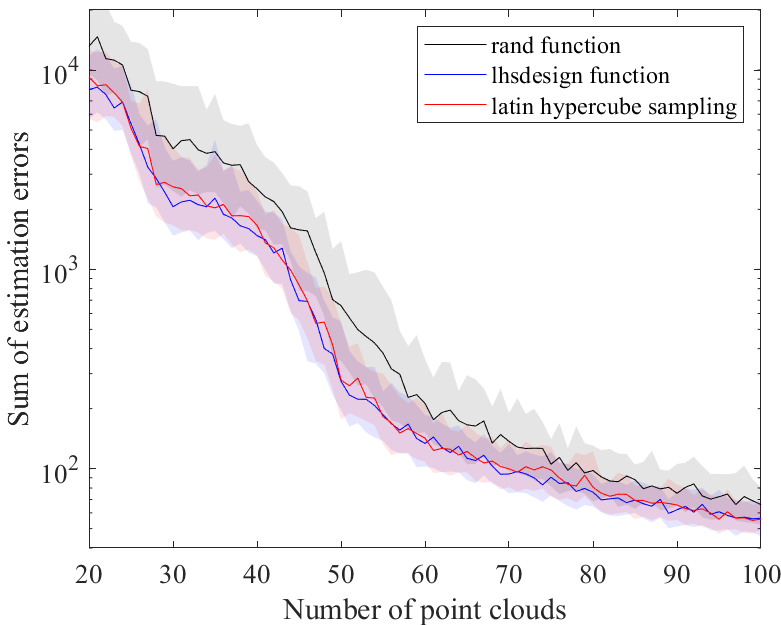 rand function
lhsdesign function
latin hypercube sampling
10^4
10^3
10^2
Sum of estimation errors
20 30 40 50 60 70 80 90 100
Number of point clouds